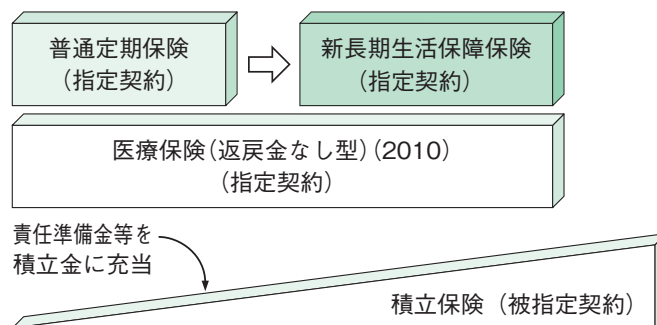 普通定期保険
（指定契約）
新長期生活保障保険
（指定契約）
医療保険（返戻金なし型）（2010）
（指定契約）
責任準備金等を
積立金に充当
積立保険（被指定契約）